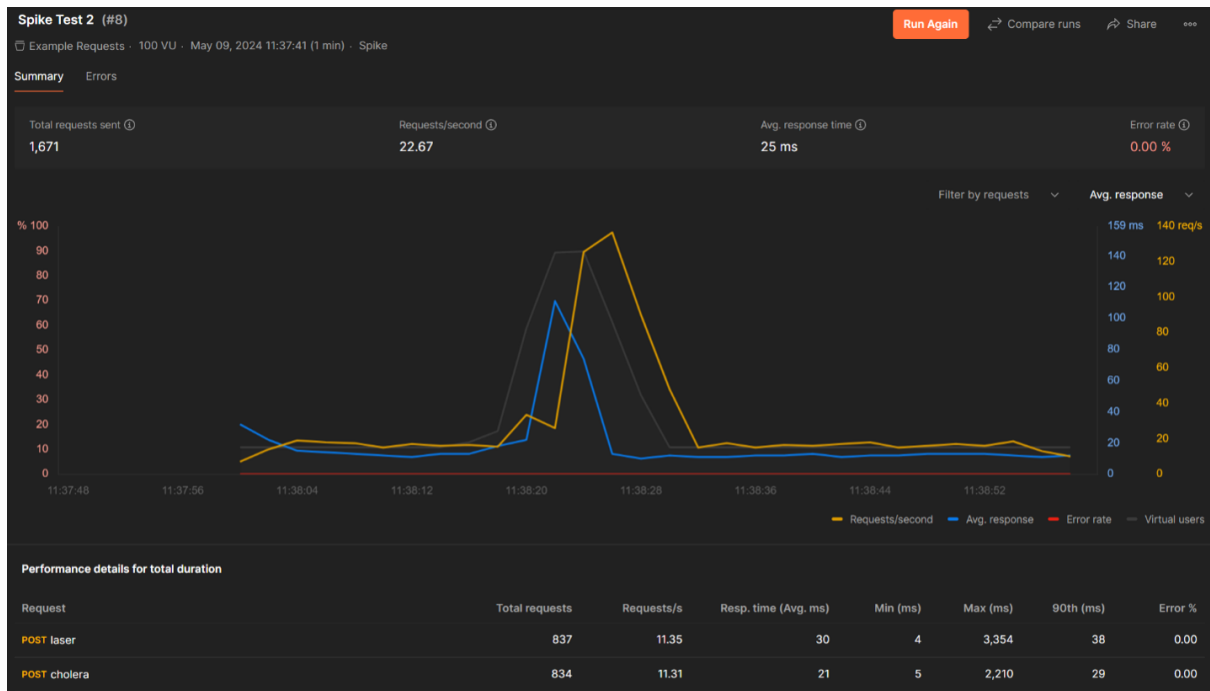 Spike Test 2 (#8)
Run Again
Compare runs
Share
Example Requests · 100 VU · May 09, 2024 11:37:41 (1 min) · Spike
Summary Errors
Total requests sent Requests/second Avg. response time Error rate
1,671 22.67 25 ms 0.00 %
Filter by requests Avg. response
% 100 159 ms 140 req/s
90 140 120
80 120 100
70 100 80
60 80 60
50 60 40
40 40 20
30 20 0
20 0
10
0
11:37:48 11:37:56 11:38:04 11:38:12 11:38:20 11:38:28 11:38:36 11:38:44 11:38:52
Requests/second Avg. response Error rate Virtual users
Performance details for total duration
Request Total requests Requests/s Resp. time (Avg. ms) Min (ms) Max (ms) 90th (ms) Error %
POST laser 837 11.35 30 4 3,354 38 0.00
POST cholera 834 11.31 21 5 2,210 29 0.00